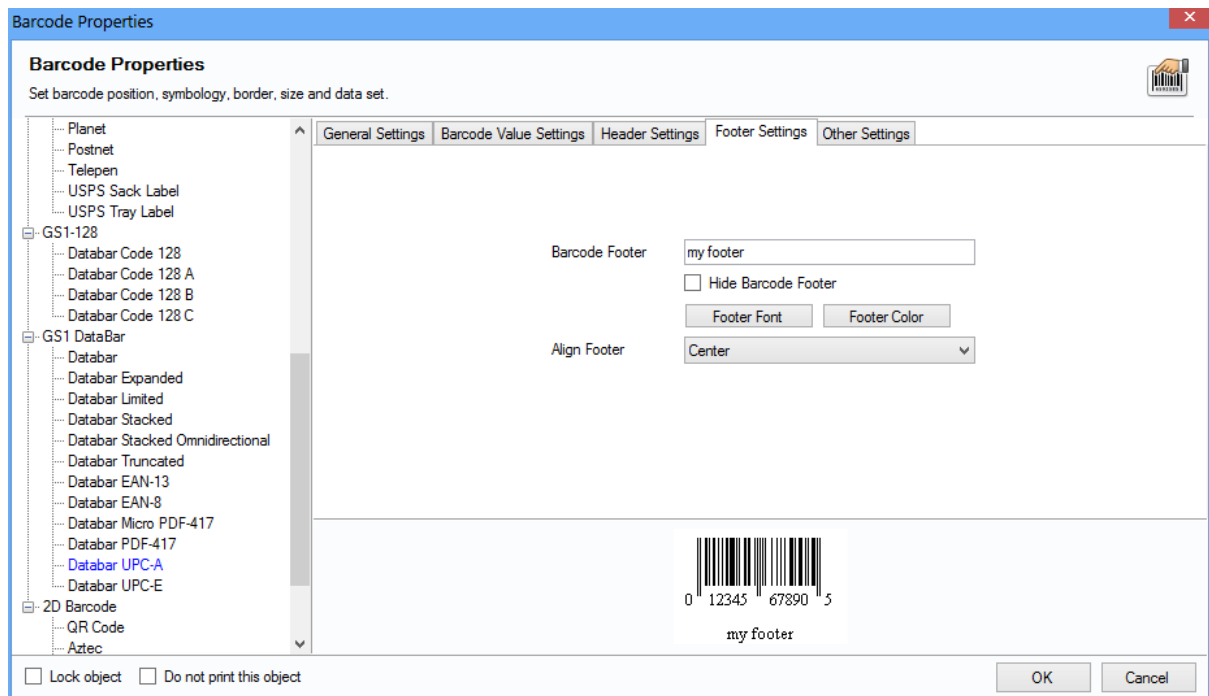 Barcode Properties
Barcode Properties
Set barcode position, symbology, border, size and data set.
Planet
Postnet
Telepen
USPS Sack Label
USPS Tray Label
GS1-128
Databar Code 128
Databar Code 128 A
Databar Code 128 B
Databar Code 128 C
GS1 DataBar
Databar
Databar Expanded
Databar Limited
Databar Stacked
Databar Stacked Omnidirectional
Databar Truncated
Databar EAN-13
Databar EAN-8
Databar Micro PDF-417
Databar PDF-417
Databar UPC-A
Databar UPC-E
2D Barcode
QR Code
Aztec
General Settings Barcode Value Settings Header Settings Footer Settings Other Settings
Barcode Footer my footer
Hide Barcode Footer
Footer Font Footer Color
Align Footer Center
0 12345 67890 5
my footer
Lock object Do not print this object OK Cancel